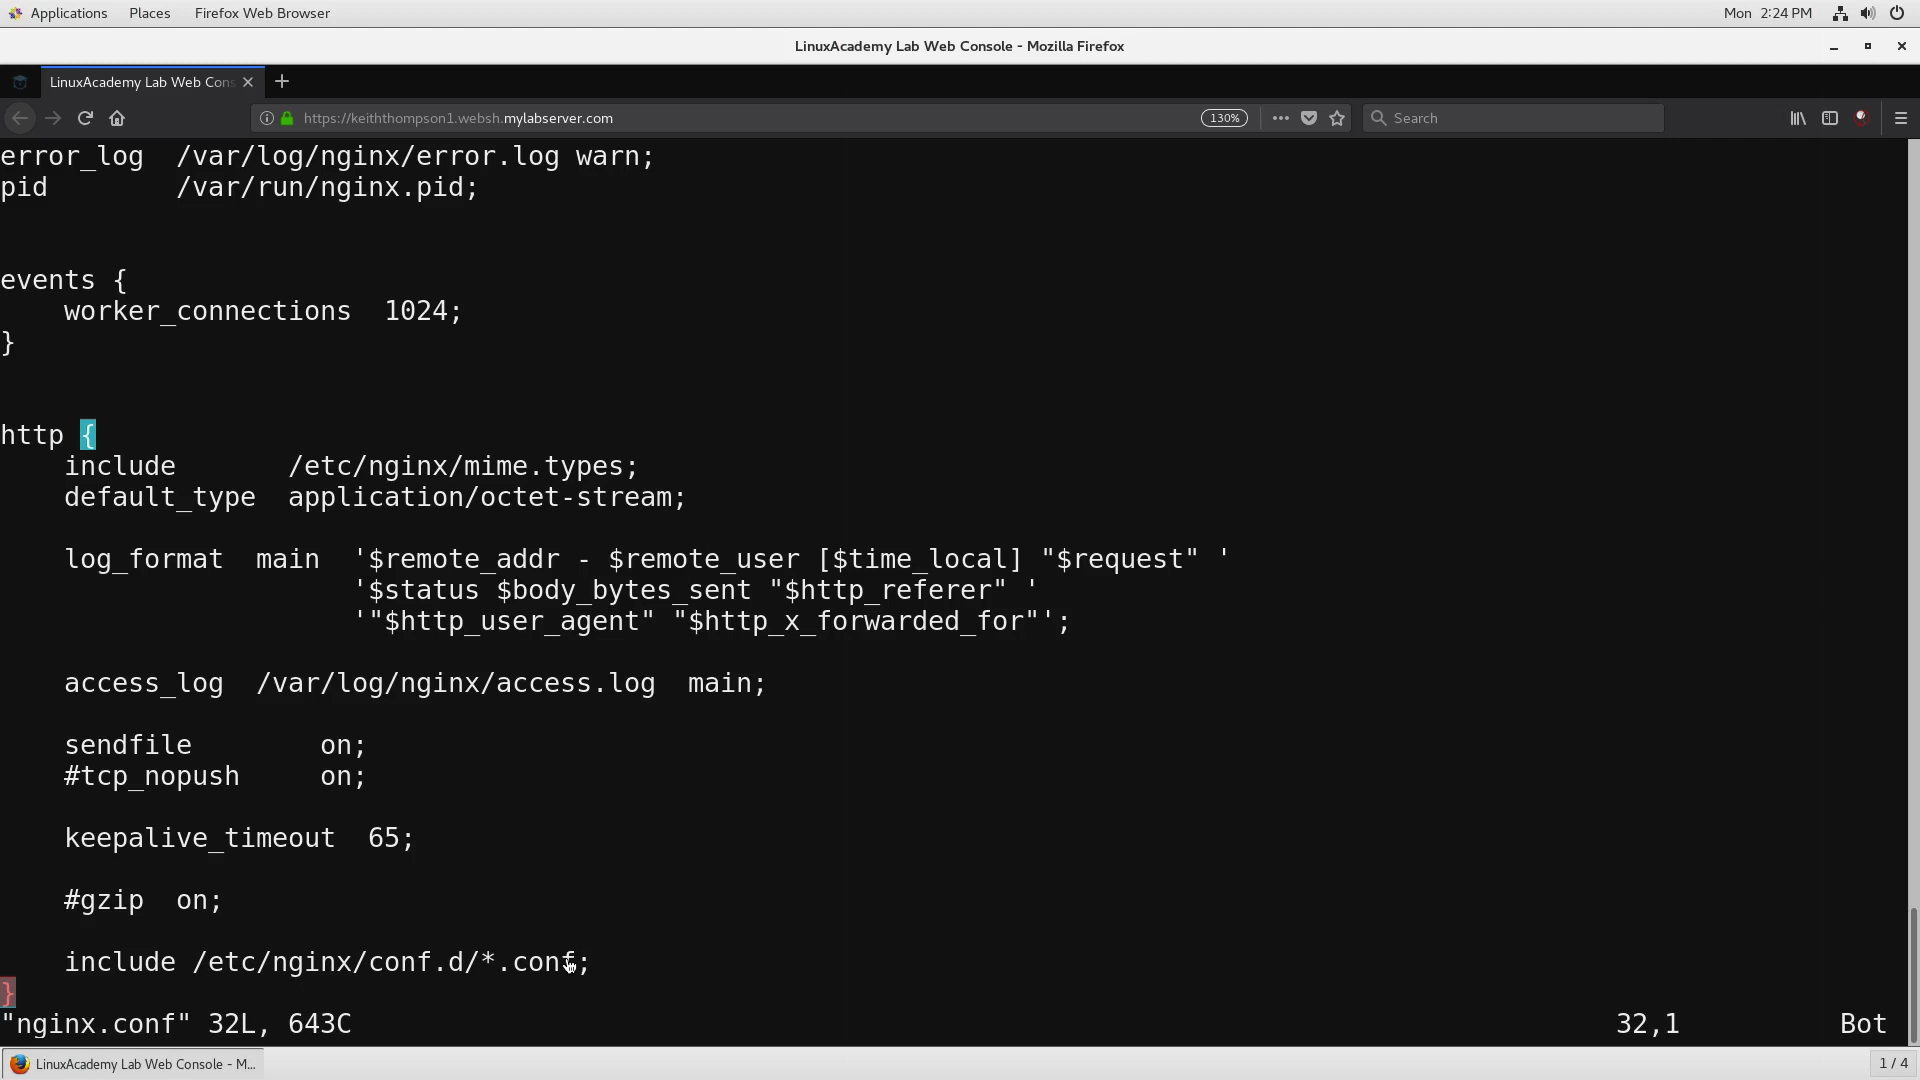 Applications Places Firefox Web Browser Mon 2:24 PM
LinuxAcademy Lab Web Console - Mozilla Firefox
LinuxAcademy Lab Web Cons
https://keiththompson1.websh.mylabserver.com 130% Search
error_log  /var/log/nginx/error.log warn;
pid        /var/run/nginx.pid;
events {
    worker_connections  1024;
}
http {
    include       /etc/nginx/mime.types;
    default_type  application/octet-stream;
    log_format  main  '$remote_addr - $remote_user [$time_local] "$request" '
                      '$status $body_bytes_sent "$http_referer" '
                      '"$http_user_agent" "$http_x_forwarded_for"';
    access_log  /var/log/nginx/access.log  main;
    sendfile        on;
    #tcp_nopush     on;
    keepalive_timeout  65;
    #gzip  on;
    include /etc/nginx/conf.d/*.conf;
}
"nginx.conf" 32L, 643C 32,1 Bot
LinuxAcademy Lab Web Console - M... 1 / 4